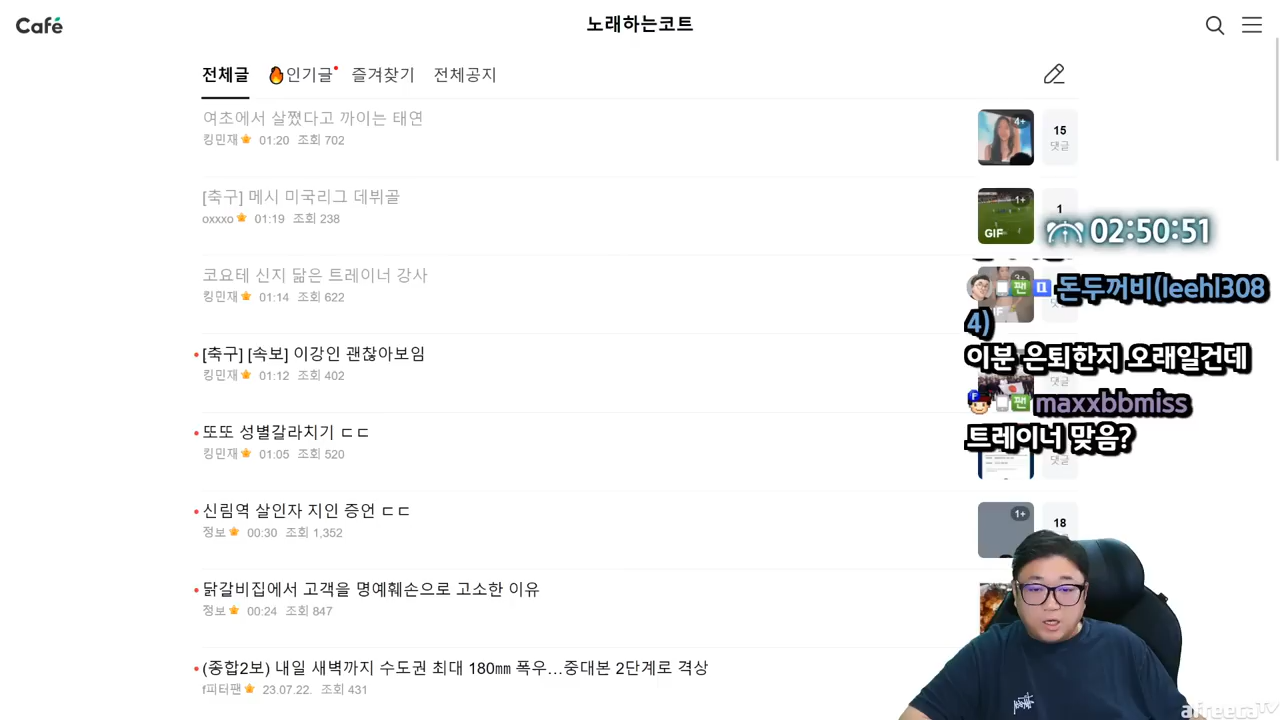 Café
노래하는코트
전체글 인기글 즐겨찾기 전체공지
여초에서 살쪘다고 까이는 태연
킹민재 01:20 조회 702
4+
15
댓글
[축구] 메시 미국리그 데뷔골
oxxxo 01:19 조회 238
1+
GIF
1
02:50:51
코요테 신지 닮은 트레이너 강사
킹민재 01:14 조회 622
3+
돈두꺼비(leehl308
4)
이분 은퇴한지 오래일건데
[축구] [속보] 이강인 괜찮아보임
킹민재 01:12 조회 402
댓글
팬 maxxbbmiss
트레이너 맞음?
또또 성별갈라치기 ㄷㄷ
킹민재 01:05 조회 520
댓글
신림역 살인자 지인 증언 ㄷㄷ
정보 00:30 조회 1,352
1+
18
닭갈비집에서 고객을 명예훼손으로 고소한 이유
정보 00:24 조회 847
(종합2보) 내일 새벽까지 수도권 최대 180㎜ 폭우…중대본 2단계로 격상
f피터팬 23.07.22. 조회 431
afreecaTV